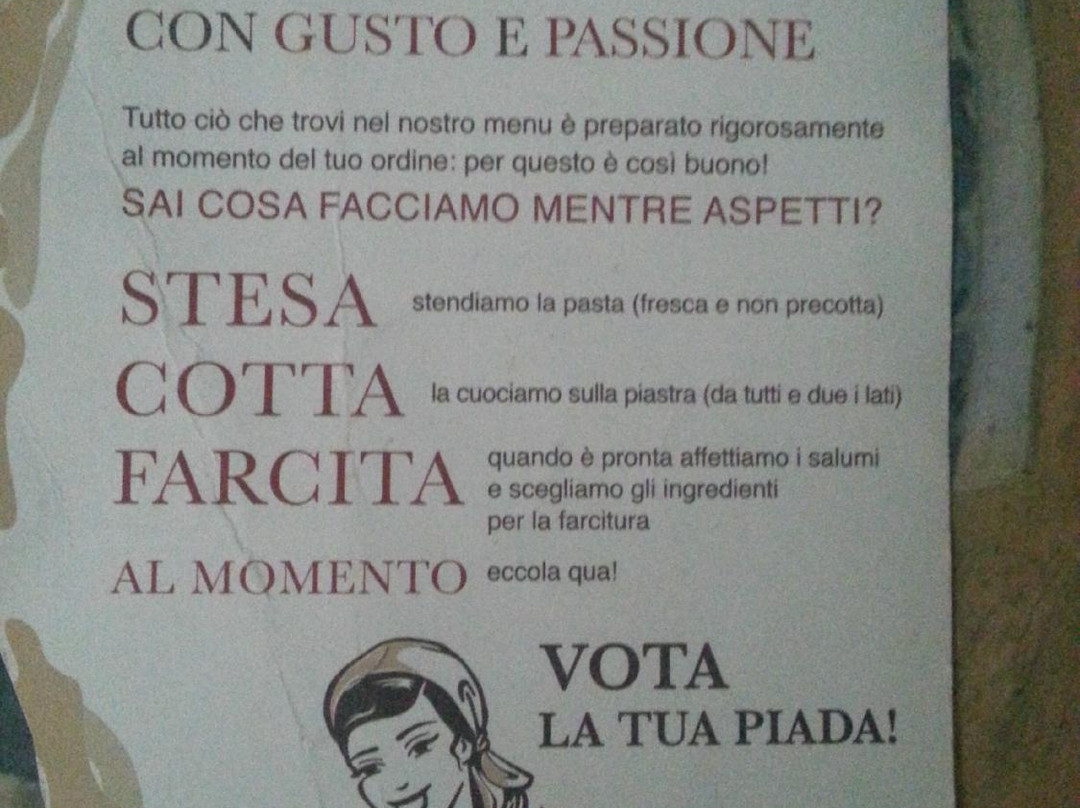 CON GUSTO E PASSIONE
Tutto ciò che trovi nel nostro menu è preparato rigorosamente
al momento del tuo ordine: per questo è così buono!
SAI COSA FACCIAMO MENTRE ASPETTI?
STESA stendiamo la pasta (fresca e non precotta)
COTTA la cuociamo sulla piastra (da tutti e due i lati)
FARCITA quando è pronta affettiamo i salumi
e scegliamo gli ingredienti
per la farcitura
AL MOMENTO eccola qua!
VOTA
LA TUA PIADA!